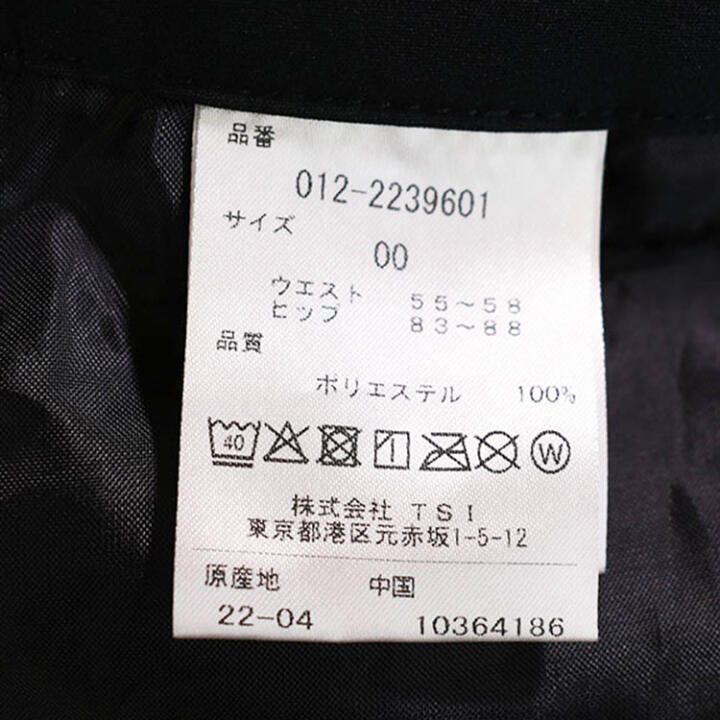 品番
012-2239601
サイズ
00
ウエスト 55～58
ヒップ 83～88
品質
ポリエステル 100%
40 W
株式会社 TSI
東京都港区元赤坂1-5-12
原産地 中国
22-04 10364186